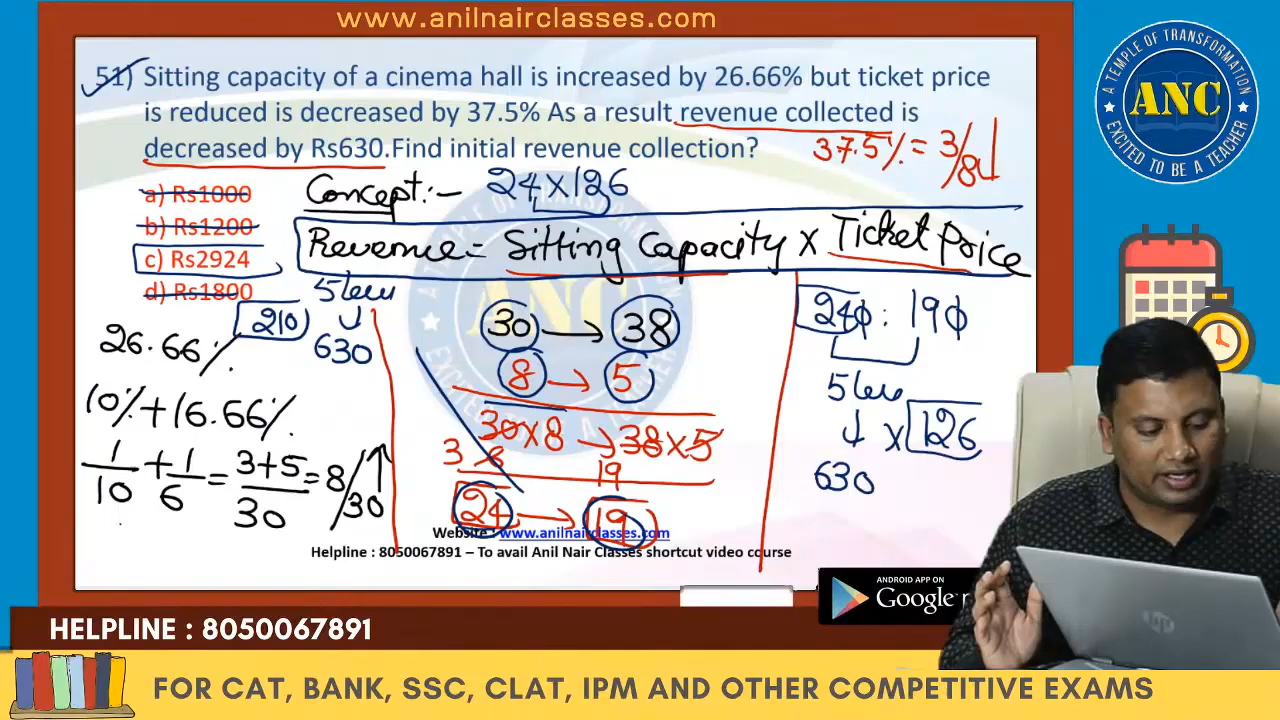 www.anilnairclasses.com
51) Sitting capacity of a cinema hall is increased by 26.66% but ticket price
is reduced is decreased by 37.5% As a result revenue collected is
decreased by Rs630.Find initial revenue collection?
37.5% = 3/8↓
a) Rs1000
b) Rs1200
c) Rs2924
d) Rs1800
Concept:- 24 x 126
Revenue = Sitting Capacity x Ticket Price
5 less
↓
630
210
26.66%
10% + 16.66%
1/10 + 1/6 = 3+5/30 = 8/30 ↑
30 → 38
8 → 5
30 x 8 → 38 x 5
3 8 19
24 → 19
240 : 190
5 less
↓ x 126
630
Website : www.anilnairclasses.com
Helpline : 8050067891 – To avail Anil Nair Classes shortcut video course
A TEMPLE OF TRANSFORMATION
ANC
EXCITED TO BE A TEACHER
ANDROID APP ON
Google
hp
HELPLINE : 8050067891
FOR CAT, BANK, SSC, CLAT, IPM AND OTHER COMPETITIVE EXAMS